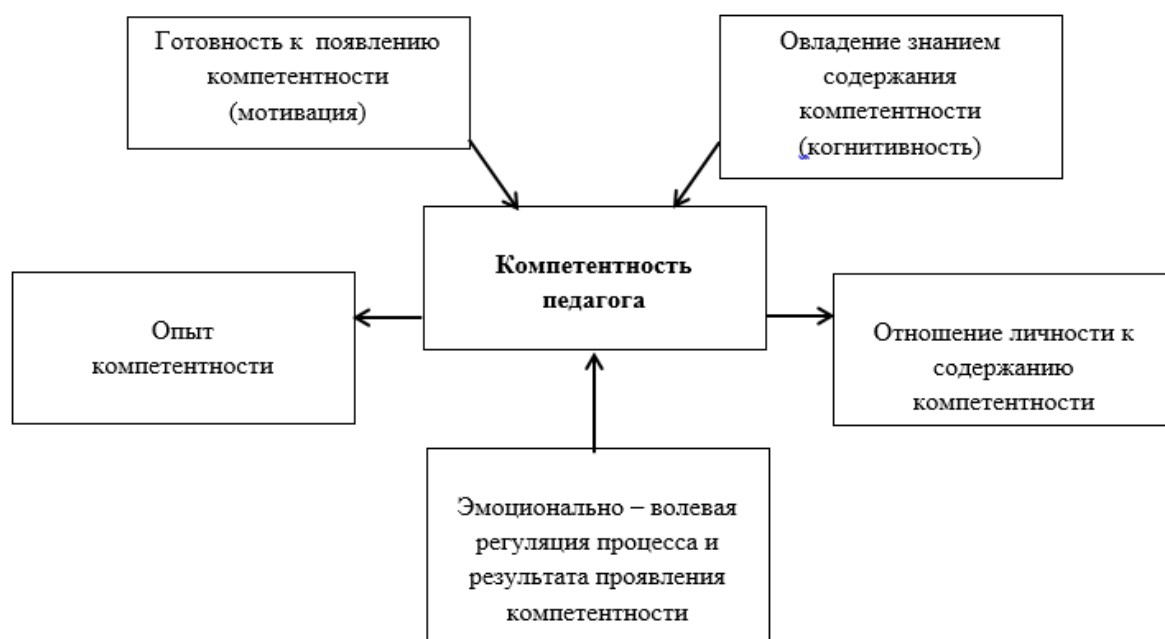 Готовность к появлению
компетентности
(мотивация)
Овладение знанием
содержания
компетентности
(когнитивность)
Компетентность
педагога
Опыт
компетентности
Отношение личности к
содержанию
компетентности
Эмоционально – волевая
регуляция процесса и
результата проявления
компетентности